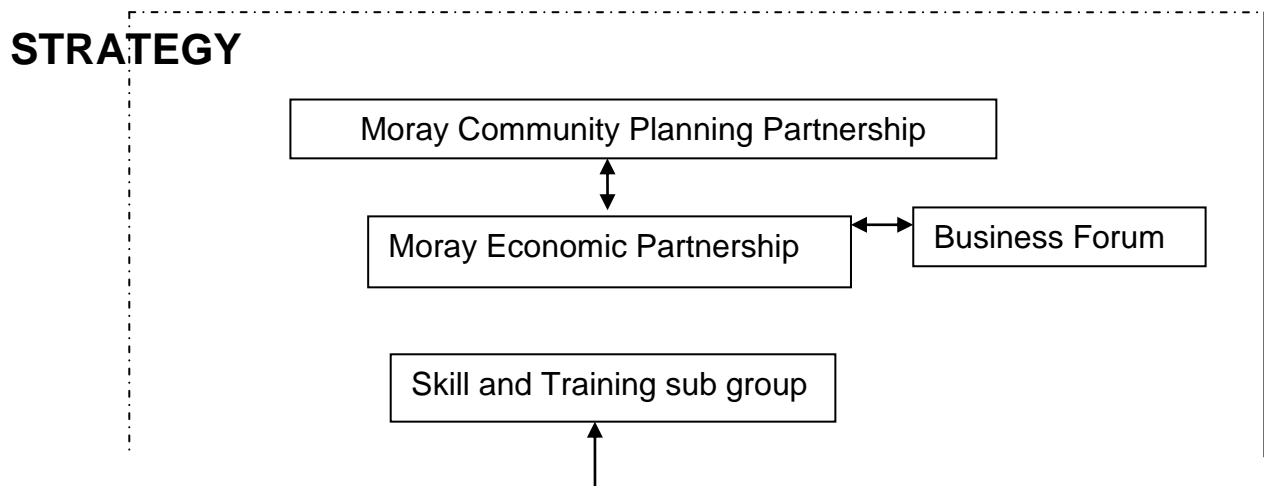 STRATEGY
Moray Community Planning Partnership
Moray Economic Partnership
Business Forum
Skill and Training sub group